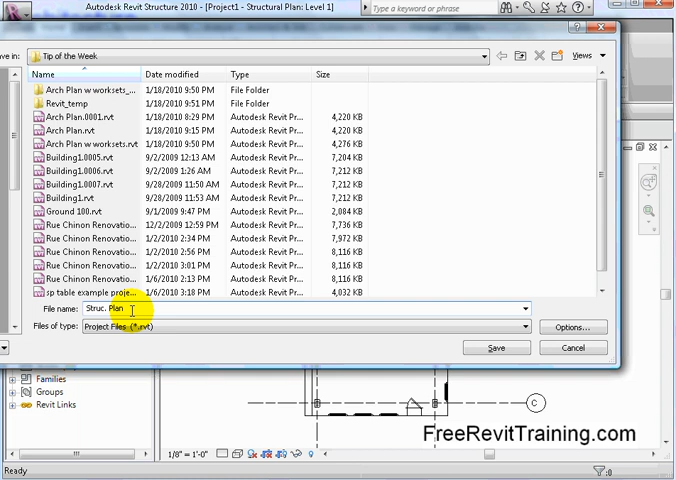 Autodesk Revit Structure 2010 - [Project1 - Structural Plan: Level 1]
Type a keyword or phrase
Tip of the Week
Views
Name Date modified Type Size
Arch Plan w worksets_... 1/18/2010 9:50 PM File Folder
Revit_temp 1/18/2010 9:51 PM File Folder
Arch Plan.0001.rvt 1/18/2010 8:29 PM Autodesk Revit Pr... 4,220 KB
Arch Plan.rvt 1/18/2010 9:15 PM Autodesk Revit Pr... 4,220 KB
Arch Plan w worksets.rvt 1/18/2010 9:50 PM Autodesk Revit Pr... 4,276 KB
Building1.0005.rvt 9/2/2009 12:13 AM Autodesk Revit Pr... 7,204 KB
Building1.0006.rvt 9/2/2009 1:26 AM Autodesk Revit Pr... 7,212 KB
Building1.0007.rvt 9/28/2009 11:50 AM Autodesk Revit Pr... 7,212 KB
Building1.rvt 9/28/2009 11:53 AM Autodesk Revit Pr... 7,212 KB
Ground 100.rvt 9/1/2009 9:47 PM Autodesk Revit Pr... 2,084 KB
Rue Chinon Renovatio... 12/2/2009 12:59 PM Autodesk Revit Pr... 7,736 KB
Rue Chinon Renovatio... 1/2/2010 2:34 PM Autodesk Revit Pr... 7,972 KB
Rue Chinon Renovatio... 1/2/2010 2:56 PM Autodesk Revit Pr... 8,116 KB
Rue Chinon Renovatio... 1/2/2010 3:01 PM Autodesk Revit Pr... 8,116 KB
Rue Chinon Renovatio... 1/6/2010 2:13 PM Autodesk Revit Pr... 8,116 KB
sp table example proje... 1/6/2010 3:18 PM Autodesk Revit Pr... 4,032 KB
File name: Struc. Plan
Files of type: Project Files (*.rvt) Options...
Save Cancel
Families
Groups
Revit Links
C
FreeRevitTraining.com
1/8" = 1'-0"
Ready :0